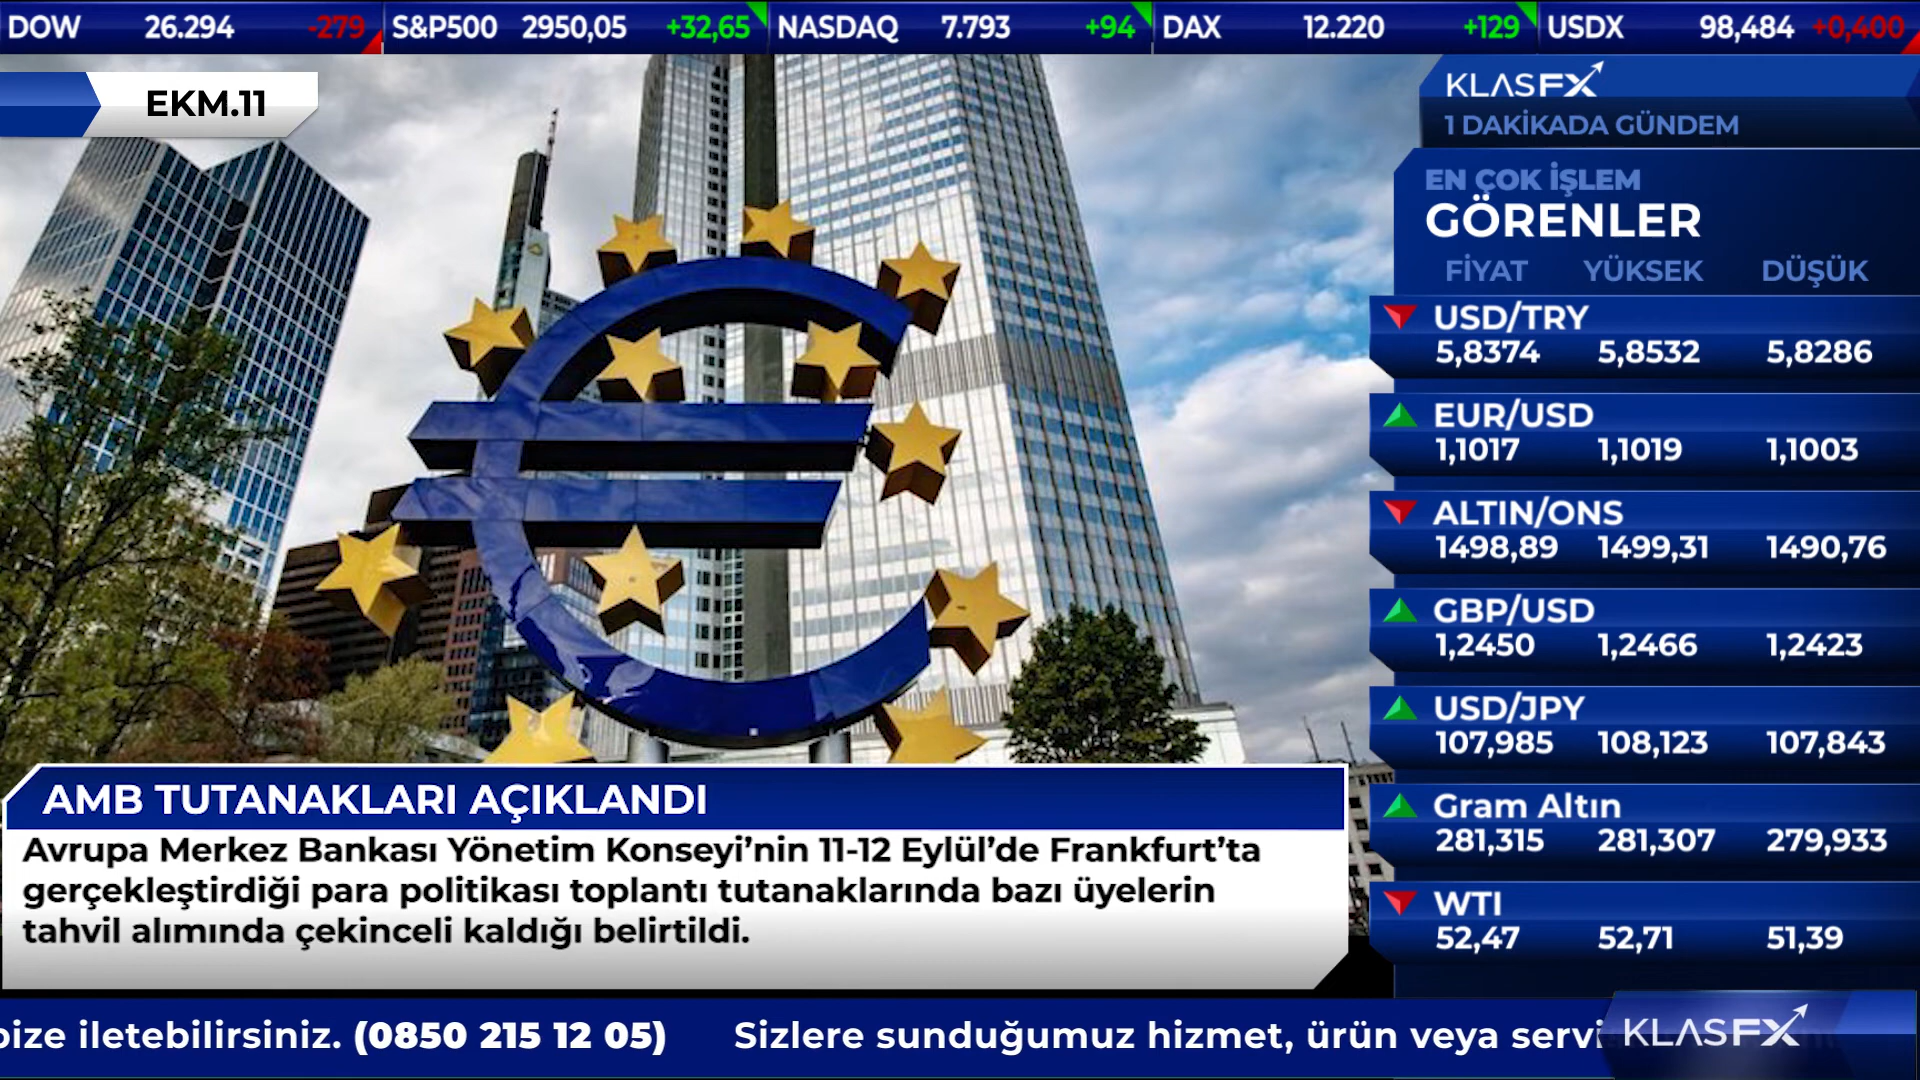 DOW 26.294 -279 S&P500 2950,05 +32,65 NASDAQ 7.793 +94 DAX 12.220 +129 USDX 98,484 +0,400
EKM.11
KLASFX
1 DAKİKADA GÜNDEM
EN ÇOK İŞLEM
GÖRENLER
FİYAT YÜKSEK DÜŞÜK
USD/TRY
5,8374 5,8532 5,8286
EUR/USD
1,1017 1,1019 1,1003
ALTIN/ONS
1498,89 1499,31 1490,76
GBP/USD
1,2450 1,2466 1,2423
USD/JPY
107,985 108,123 107,843
Gram Altın
281,315 281,307 279,933
WTI
52,47 52,71 51,39
AMB TUTANAKLARI AÇIKLANDI
Avrupa Merkez Bankası Yönetim Konseyi’nin 11-12 Eylül’de Frankfurt’ta
gerçekleştirdiği para politikası toplantı tutanaklarında bazı üyelerin
tahvil alımında çekinceli kaldığı belirtildi.
bize iletebilirsiniz. (0850 215 12 05) Sizlere sunduğumuz hizmet, ürün veya
KLASFX